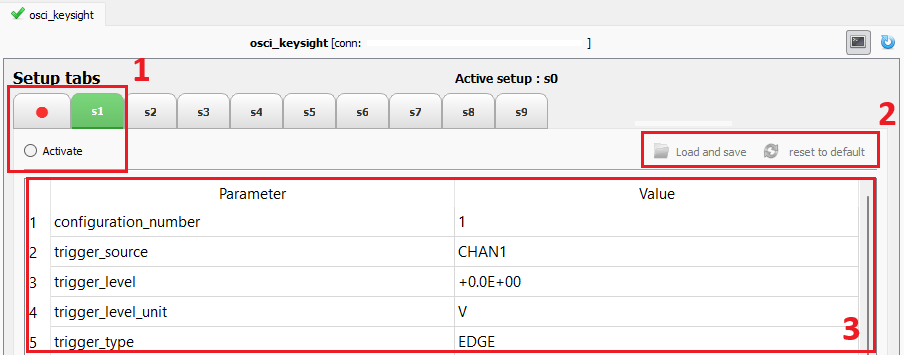 osci_keysight
osci_keysight [conn: ]
Setup tabs
1
Active setup : s0
s1 s2 s3 s4 s5 s6 s7 s8 s9
2
Activate
Load and save reset to default
Parameter Value
1 configuration_number 1
2 trigger_source CHAN1
3 trigger_level +0.0E+00
4 trigger_level_unit V
5 trigger_type EDGE
3